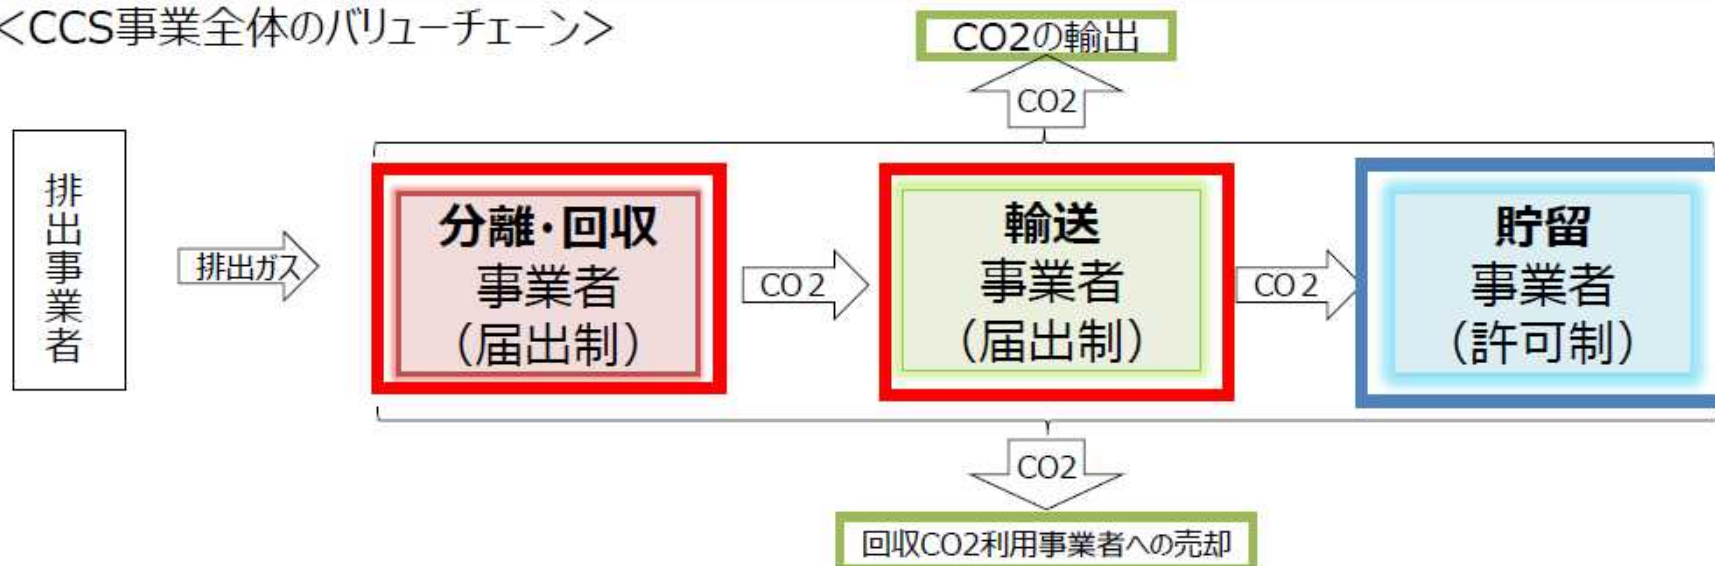 <CCS事業全体のバリューチェーン>
CO2の輸出
CO2
排出事業者
排出ガス
分離・回収
事業者
（届出制）
CO２
輸送
事業者
（届出制）
CO２
貯留
事業者
（許可制）
CO2
回収CO2利用事業者への売却